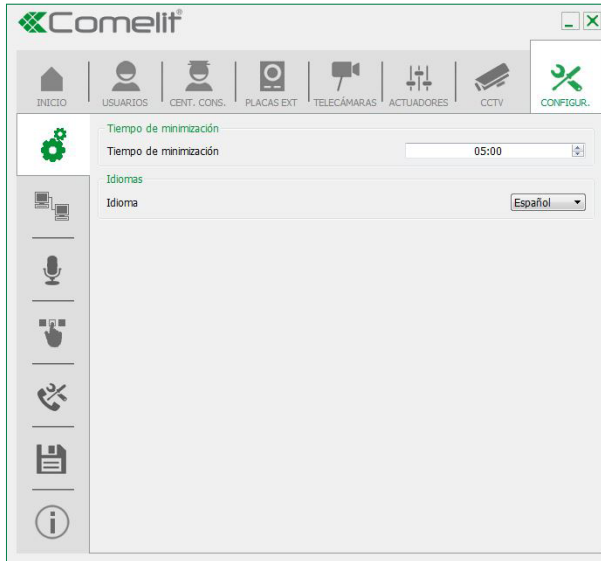 Comelit®
INICIO
USUARIOS
CENT. CONS.
PLACAS EXT
TELECÁMARAS
ACTUADORES
CCTV
CONFIGUR.
Tiempo de minimización
Tiempo de minimización 05:00
Idiomas
Idioma Español